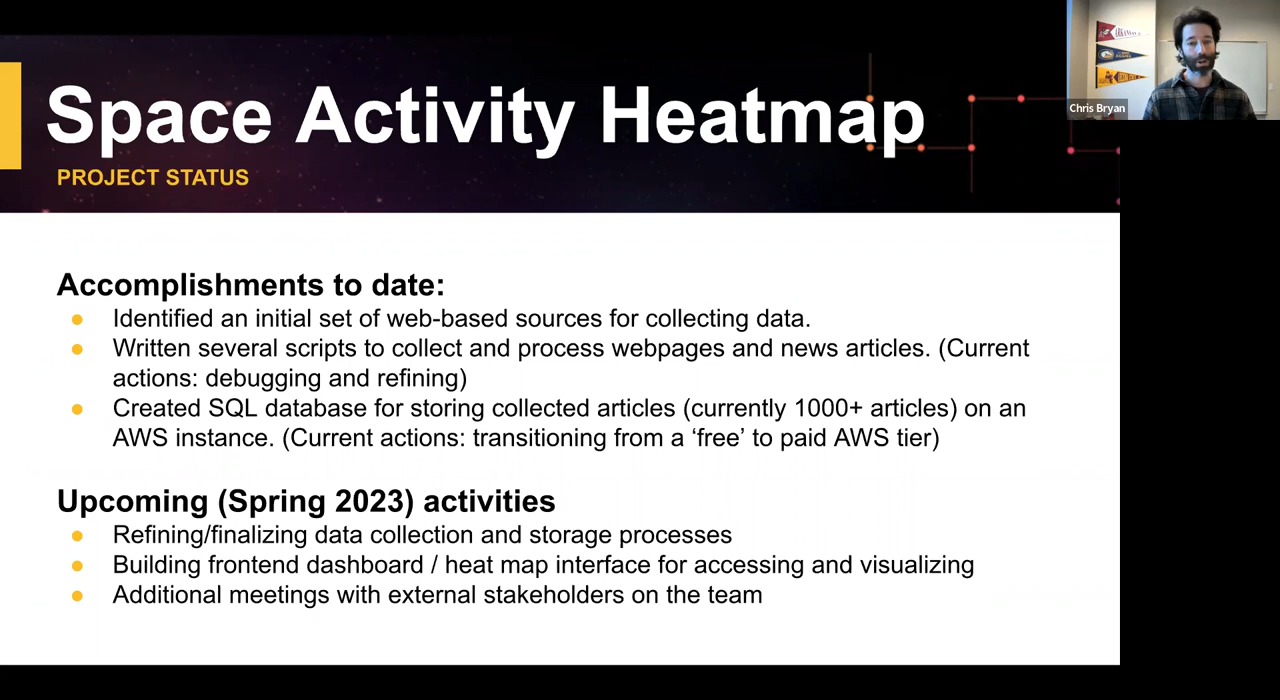 Space Activity Heatmap
PROJECT STATUS
Chris Bryan
Accomplishments to date:
● Identified an initial set of web-based sources for collecting data.
● Written several scripts to collect and process webpages and news articles. (Current
actions: debugging and refining)
● Created SQL database for storing collected articles (currently 1000+ articles) on an
AWS instance. (Current actions: transitioning from a ‘free’ to paid AWS tier)
Upcoming (Spring 2023) activities
● Refining/finalizing data collection and storage processes
● Building frontend dashboard / heat map interface for accessing and visualizing
● Additional meetings with external stakeholders on the team